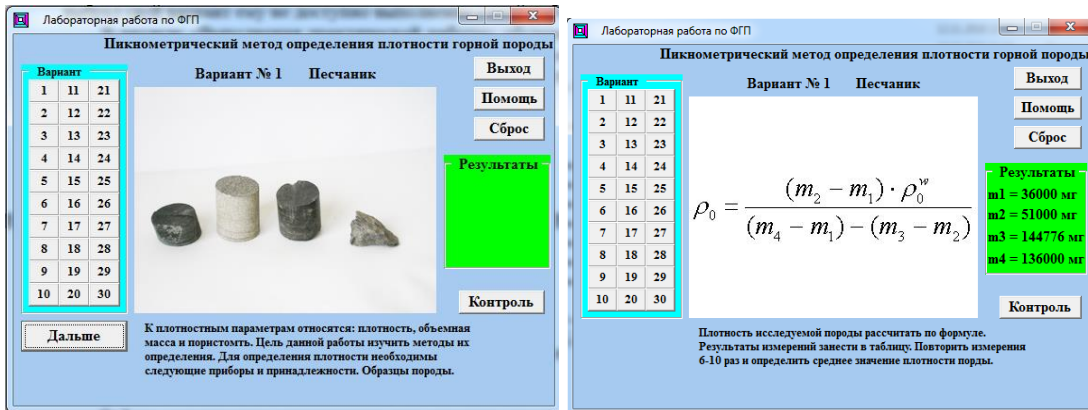 Лабораторная работа по ФГП
Пикнометрический метод определения плотности горной породы
Вариант
Вариант № 1 Песчаник
Выход
Помощь
Сброс
1 11 21
2 12 22
3 13 23
4 14 24
5 15 25
6 16 26
7 17 27
8 18 28
9 19 29
10 20 30
Результаты
Контроль
Дальше
К плотностным параметрам относятся: плотность, объемная
масса и пористомть. Цель данной работы изучить методы их
определения. Для определения плотности необходимы
следующие приборы и принадлежности. Образцы породы.
Лабораторная работа по ФГП
Пикнометрический метод определения плотности горной породы
Вариант
Вариант № 1 Песчаник
Выход
Помощь
Сброс
1 11 21
2 12 22
3 13 23
4 14 24
5 15 25
6 16 26
7 17 27
8 18 28
9 19 29
10 20 30
ρ₀ = (m₂ − m₁) · ρ₀ʷ / (m₄ − m₁) − (m₃ − m₂)
Результаты
m1 = 36000 мг
m2 = 51000 мг
m3 = 144776 мг
m4 = 136000 мг
Контроль
Плотность исследуемой породы рассчитать по формуле.
Результаты измерений занести в таблицу. Повторить измерения
6-10 раз и определить среднее значение плотности порды.